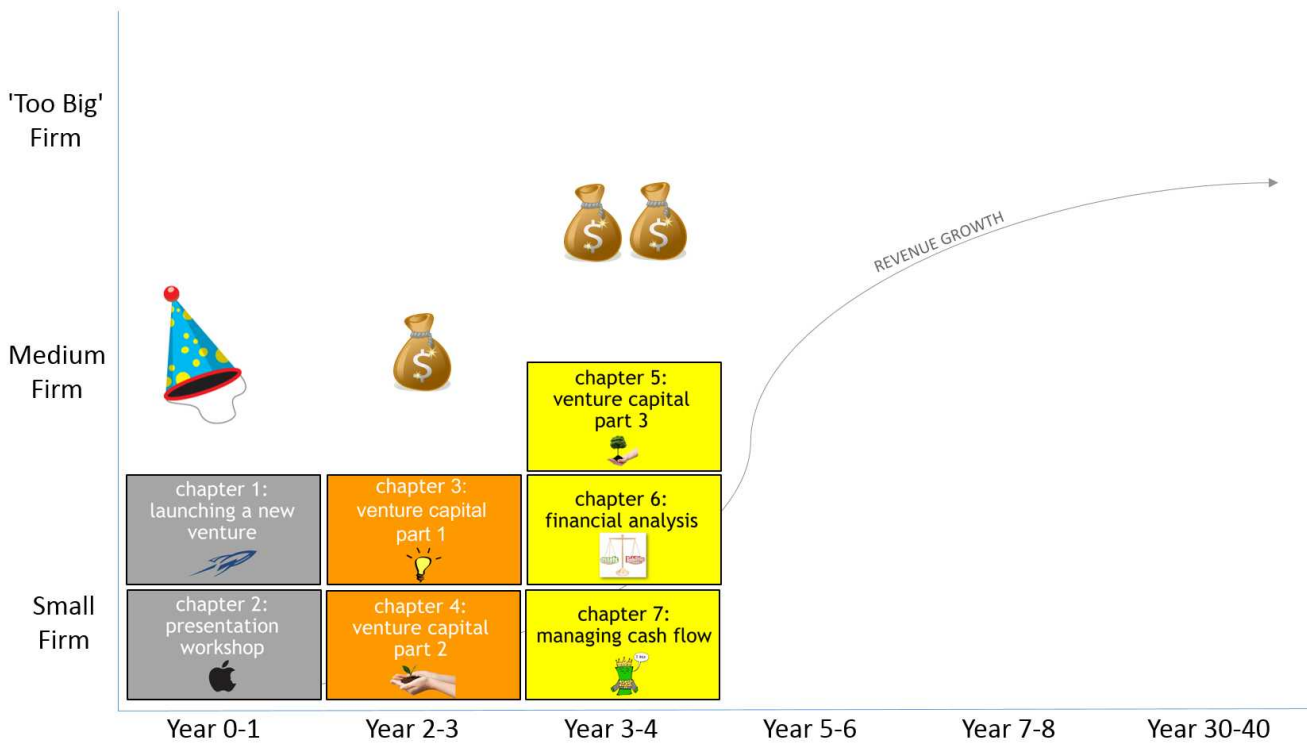 'Too Big'
Firm
Medium
Firm
Small
Firm
REVENUE GROWTH
$
$
$
chapter 5:
venture capital
part 3
chapter 1:
launching a new
venture
chapter 3:
venture capital
part 1
chapter 6:
financial analysis
chapter 2:
presentation
workshop
chapter 4:
venture capital
part 2
chapter 7:
managing cash flow
Year 0-1
Year 2-3
Year 3-4
Year 5-6
Year 7-8
Year 30-40